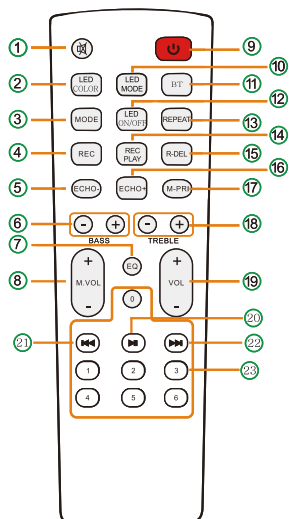 1 9
10
2 LED COLOR LED MODE BT 11
12
3 MODE LED ON/OFF REPEAT 13
14
4 REC REC PLAY R-DEL 15
16
5 ECHO- ECHO+ M-PRI 17
6 - + - + 18
BASS TREBLE
7 EQ
8 + M.VOL - + VOL - 19
0
20
21 22
1 2 3 23
4 5 6